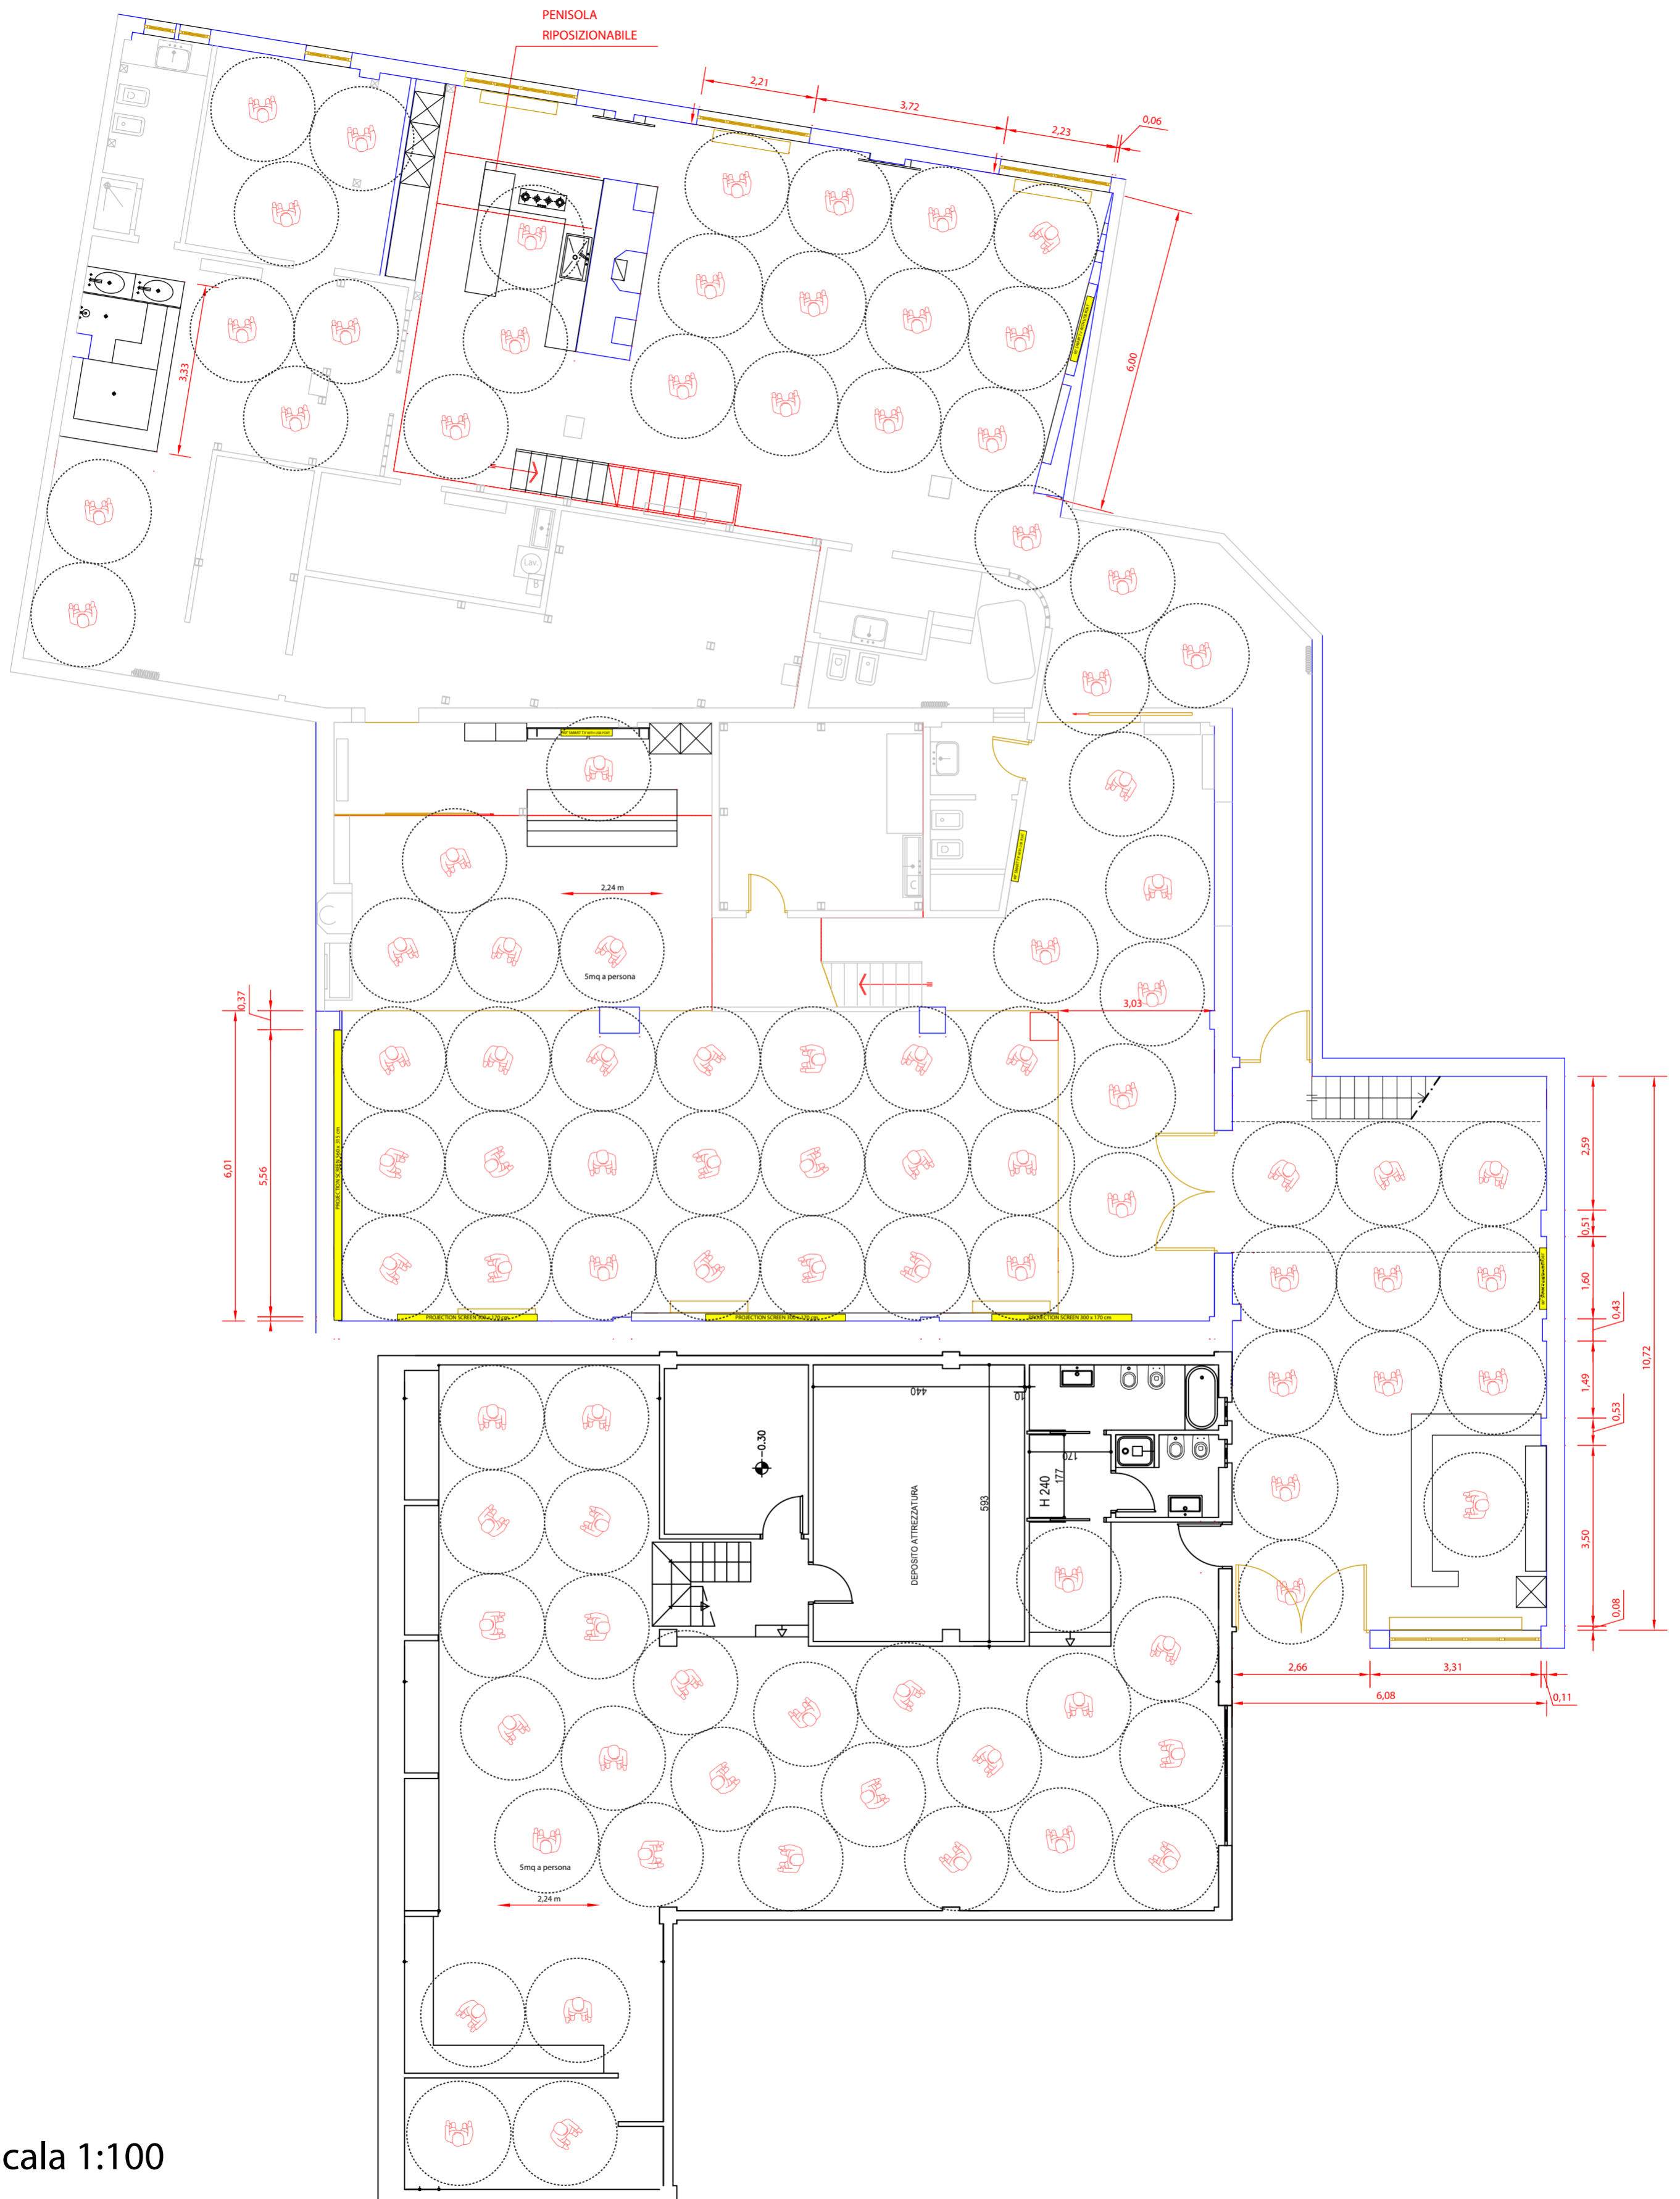 PENISOLA
RIPOSIZIONABILE
2,21
3,72
2,23
0,06
6,00
3,33
Lav.
B
2,24 m
5mq a persona
0,37
3,03
6,01
5,56
PROJECTION SCREEN 300 x 170 cm
PROJECTION SCREEN 300 x 170 cm
PROJECTION SCREEN 300 x 170 cm
2,59
0,51
1,60
0,43
1,49
0,53
10,72
3,50
0,08
2,66
3,31
0,11
6,08
440
10
-0.30
593
170
177
H 240
DEPOSITO ATTREZZATURA
5mq a persona
2,24 m
cala 1:100